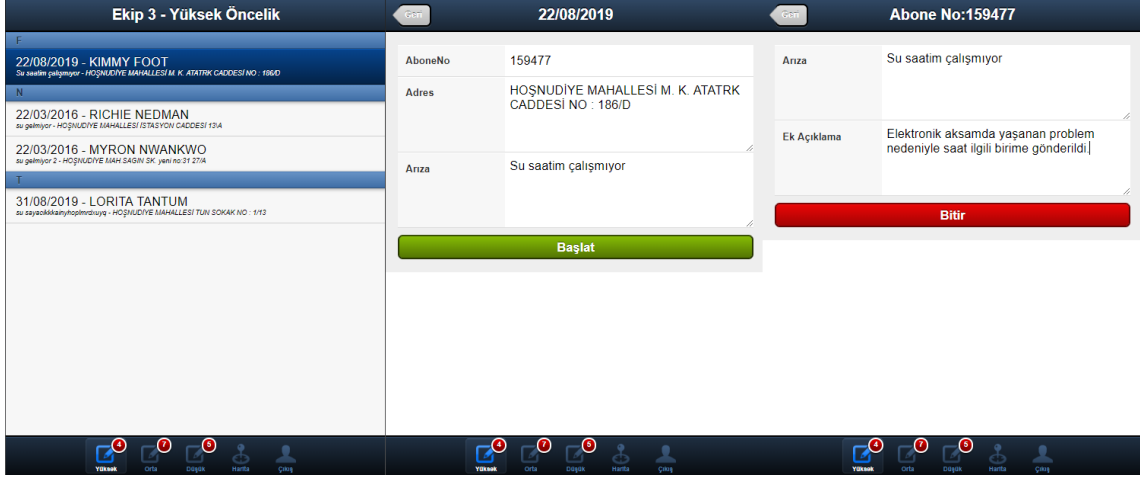 Ekip 3 - Yüksek Öncelik
F
22/08/2019 - KIMMY FOOT
Su saatim çalışmıyor - HOŞNUDİYE MAHALLESİ M. K. ATATRK CADDESİ NO : 186/D
N
22/03/2016 - RICHIE NEDMAN
su gelmiyor - HOŞNUDİYE MAHALLESİ İSTASYON CADDESİ 13\A
22/03/2016 - MYRON NWANKWO
su gelmiyor 2 - HOŞNUDİYE MAH.SAGIN SK. yeni no:31 27/A
T
31/08/2019 - LORITA TANTUM
HOŞNUDİYE MAHALLESİ TUN SOKAK NO : 1/13
4
7
5
Yüksek
Orta
Düşük
Harita
Çıkış
Geri
22/08/2019
AboneNo
159477
Adres
HOŞNUDİYE MAHALLESİ M. K. ATATRK
CADDESİ NO : 186/D
Arıza
Su saatim çalışmıyor
Başlat
4
7
5
Yüksek
Orta
Düşük
Harita
Çıkış
Geri
Abone No:159477
Arıza
Su saatim çalışmıyor
Ek Açıklama
Elektronik aksamda yaşanan problem
nedeniyle saat ilgili birime gönderildi.
Bitir
4
7
5
Yüksek
Orta
Düşük
Harita
Çıkış